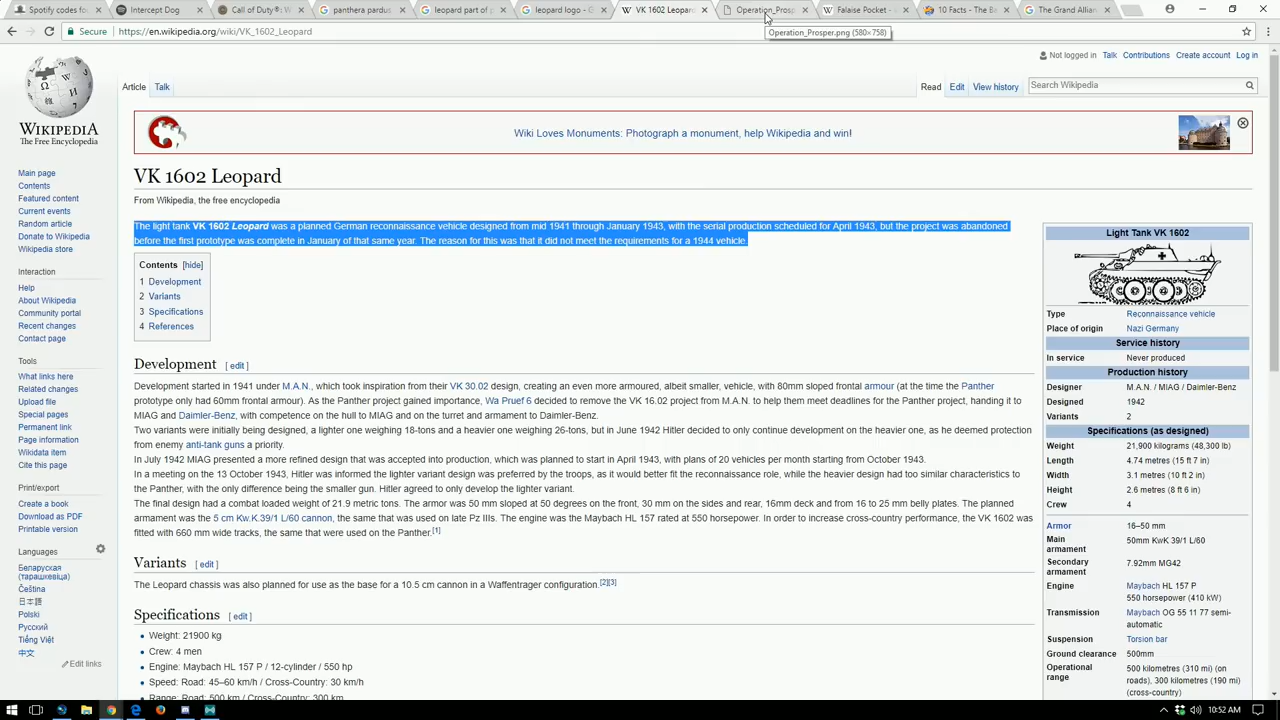 Spotify codes fo
Intercept Dog
Call of Duty®: W
panthera pardus
leopard part of
leopard logo - 
VK 1602 Leopard
Operation_Prosp
Falaise Pocket -
10 Facts - The B
The Grand Allian
Operation_Prosper.png (580×758)
Secure
https://en.wikipedia.org/wiki/VK_1602_Leopard
Not logged in Talk Contributions Create account Log in
WIKIPEDIA
The Free Encyclopedia
Article Talk
Read Edit View history
Search Wikipedia
Wiki Loves Monuments: Photograph a monument, help Wikipedia and win!
Main page
Contents
Featured content
Current events
Random article
Donate to Wikipedia
Wikipedia store
Interaction
Help
About Wikipedia
Community portal
Recent changes
Contact page
Tools
What links here
Related changes
Upload file
Special pages
Permanent link
Page information
Wikidata item
Cite this page
Print/export
Create a book
Download as PDF
Printable version
Languages
Беларуская
(тарашкевіца)
Čeština
日本語
Polski
Русский
Tiếng Việt
中文
Edit links
VK 1602 Leopard
From Wikipedia, the free encyclopedia
The light tank VK 1602 Leopard was a planned German reconnaissance vehicle designed from mid 1941 through January 1943, with the serial production scheduled for April 1943, but the project was abandoned
before the first prototype was complete in January of that same year. The reason for this was that it did not meet the requirements for a 1944 vehicle.
Contents [hide]
1 Development
2 Variants
3 Specifications
4 References
Development [ edit ]
Development started in 1941 under M.A.N., which took inspiration from their VK 30.02 design, creating an even more armoured, albeit smaller, vehicle, with 80mm sloped frontal armour (at the time the Panther
prototype only had 60mm frontal armour). As the Panther project gained importance, Wa Pruef 6 decided to remove the VK 16.02 project from M.A.N. to help them meet deadlines for the Panther project, handing it to
MIAG and Daimler-Benz, with competence on the hull to MIAG and on the turret and armament to Daimler-Benz.
Two variants were initially being designed, a lighter one weighing 18-tons and a heavier one weighing 26-tons, but in June 1942 Hitler decided to only continue development on the heavier one, as he deemed protection
from enemy anti-tank guns a priority.
In July 1942 MIAG presented a more refined design that was accepted into production, which was planned to start in April 1943, with plans of 20 vehicles per month starting from October 1943.
In a meeting on the 13 October 1943, Hitler was informed the lighter variant design was preferred by the troops, as it would better fit the reconnaissance role, while the heavier design had too similar characteristics to
the Panther, with the only difference being the smaller gun. Hitler agreed to only develop the lighter variant.
The final design had a combat loaded weight of 21.9 metric tons. The armor was 50 mm sloped at 50 degrees on the front, 30 mm on the sides and rear, 16mm deck and from 16 to 25 mm belly plates. The planned
armament was the 5 cm Kw.K.39/1 L/60 cannon, the same that was used on late Pz IIIs. The engine was the Maybach HL 157 rated at 550 horsepower. In order to increase cross-country performance, the VK 1602 was
fitted with 660 mm wide tracks, the same that were used on the Panther.[1]
Variants [ edit ]
The Leopard chassis was also planned for use as the base for a 10.5 cm cannon in a Waffentrager configuration.[2][3]
Specifications [ edit ]
Weight: 21900 kg
Crew: 4 men
Engine: Maybach HL 157 P / 12-cylinder / 550 hp
Speed: Road: 45–60 km/h / Cross-Country: 30 km/h
Range: Road: 500 km / Cross-Country: 300 km
Light Tank VK 1602
Type Reconnaissance vehicle
Place of origin Nazi Germany
Service history
In service Never produced
Production history
Designer M.A.N. / MIAG / Daimler-Benz
Designed 1942
Variants 2
Specifications (as designed)
Weight 21,900 kilograms (48,300 lb)
Length 4.74 metres (15 ft 7 in)
Width 3.1 metres (10 ft 2 in)
Height 2.6 metres (8 ft 6 in)
Crew 4
Armor 16–50 mm
Main armament 50mm KwK 39/1 L/60
Secondary armament 7.92mm MG42
Engine Maybach HL 157 P
550 horsepower (410 kW)
Transmission Maybach OG 55 11 77 semi-
automatic
Suspension Torsion bar
Ground clearance 500mm
Operational range 500 kilometres (310 mi) (on
roads), 300 kilometres (190 mi)
(cross-country)
10:52 AM